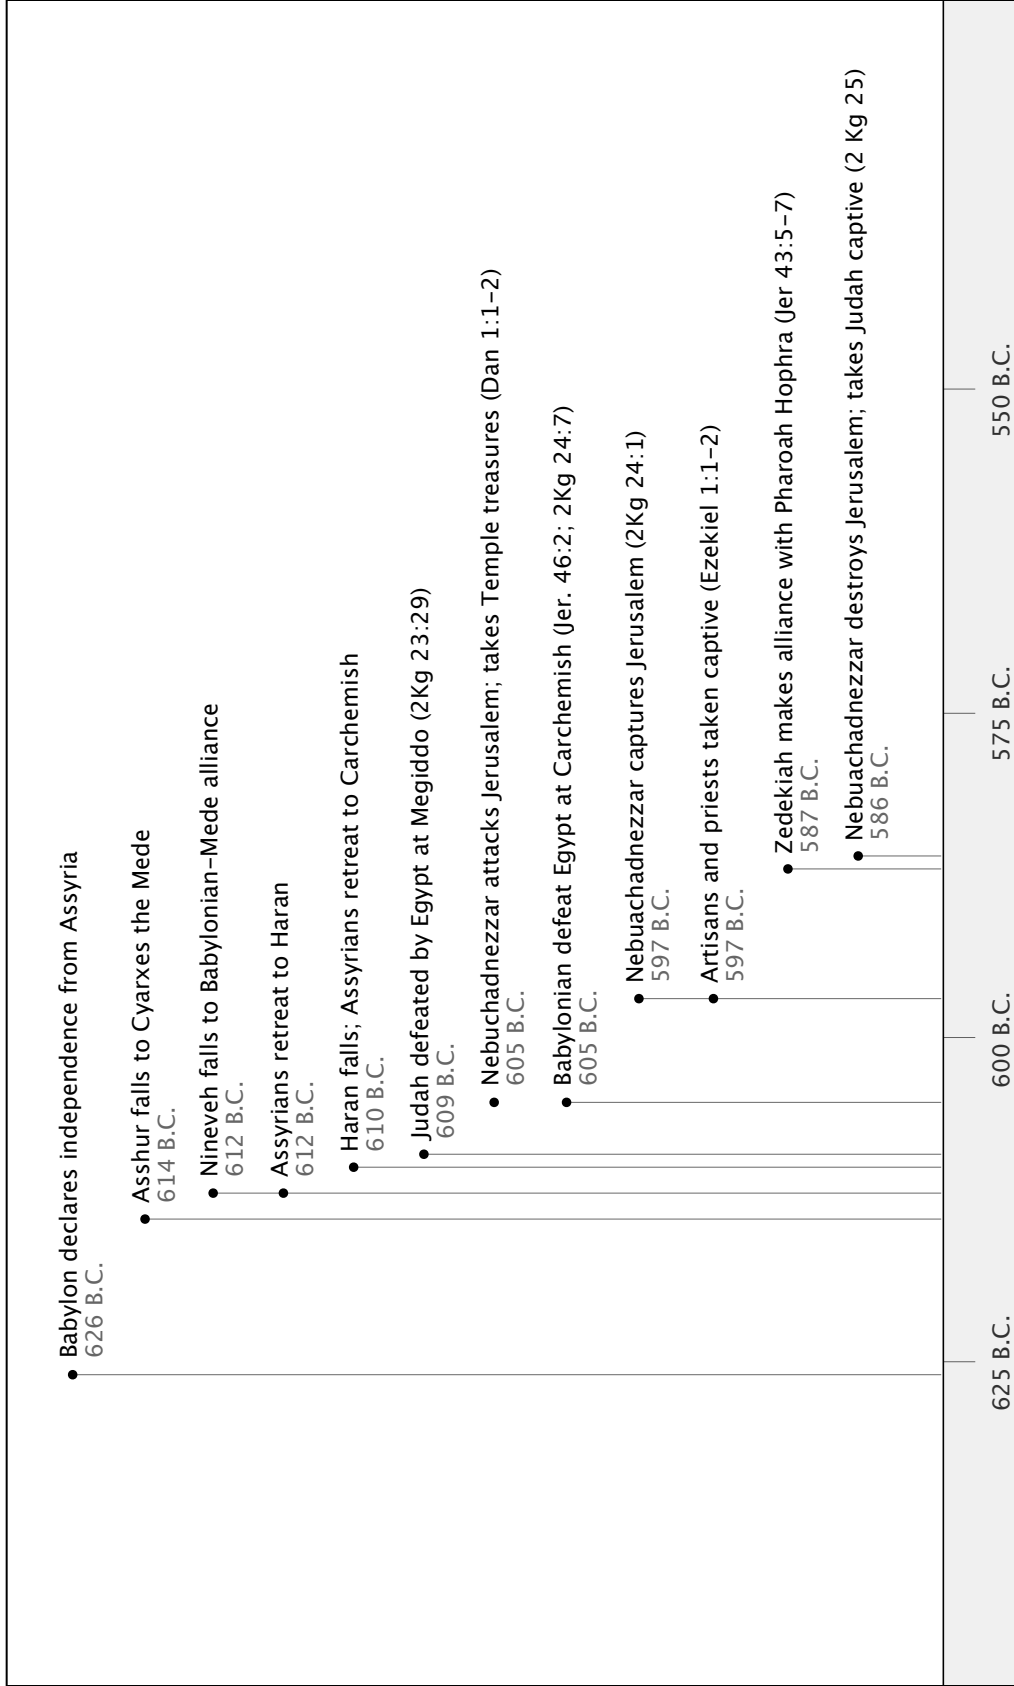 Babylon declares independence from Assyria
626 B.C.
Asshur falls to Cyarxes the Mede
614 B.C.
Nineveh falls to Babylonian-Mede alliance
612 B.C.
Assyrians retreat to Haran
612 B.C.
Haran falls; Assyrians retreat to Carchemish
610 B.C.
Judah defeated by Egypt at Megiddo (2Kg 23:29)
609 B.C.
Nebuchadnezzar attacks Jerusalem; takes Temple treasures (Dan 1:1-2)
605 B.C.
Babylonian defeat Egypt at Carchemish (Jer. 46:2; 2Kg 24:7)
605 B.C.
Nebuachadnezzar captures Jerusalem (2Kg 24:1)
597 B.C.
Artisans and priests taken captive (Ezekiel 1:1-2)
597 B.C.
Zedekiah makes alliance with Pharoah Hophra (Jer 43:5-7)
587 B.C.
Nebuachadnezzar destroys Jerusalem; takes Judah captive (2 Kg 25)
586 B.C.
625 B.C.
600 B.C.
575 B.C.
550 B.C.